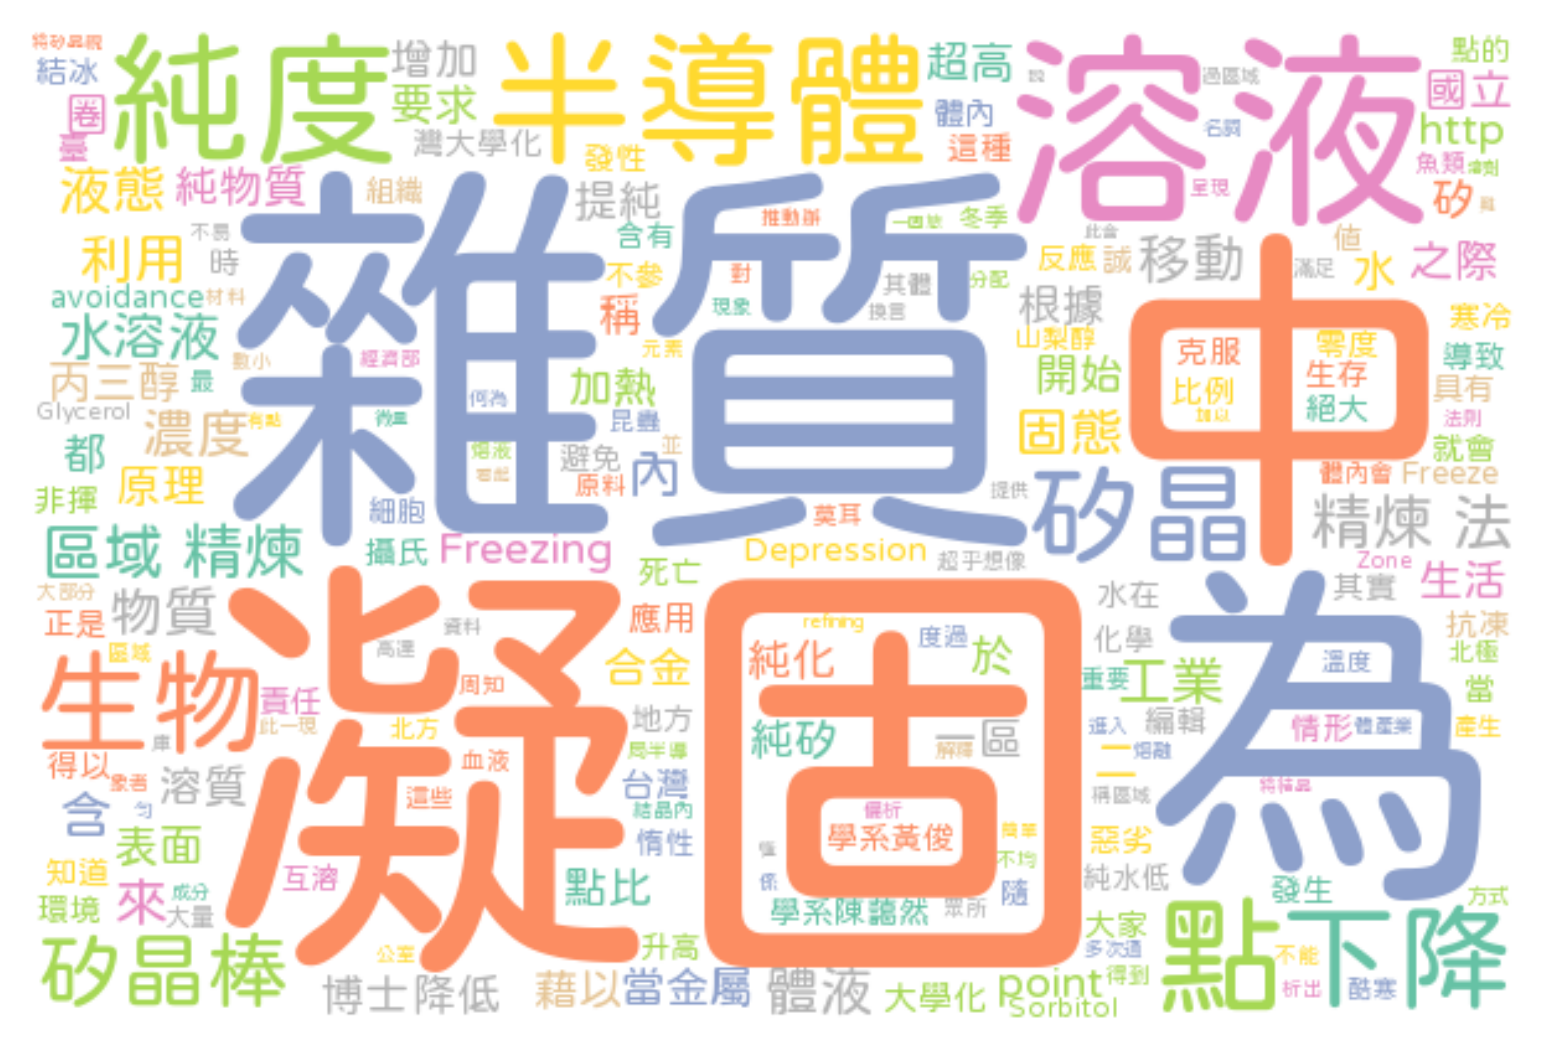 將矽晶視
結冰
純度
增加
要求
半導體
超高
溶液
過區域
點的
圈
臺
灣大學化
發性
體內
這種
名詞
國立
http
魚類
溶劑
液態
純物質
組織
提純
推動辦
冬季
呈現
矽
利用
不易
時
含有
不參
對
其體
分配
反應
誠
移動
值
滿足
水
之際
avoidance
材料
稱
現象
換言
根據
寒冷
水溶液
數小
經濟部
元素
山梨醇
克服
零度
導致
丙三醇
最
雜質
何為
加熱
開始
中
比例
生存
具有
Glycerol
濃度
有點
微量
昆蟲
固態
加以
絕大
法則
都
熔液
避免
並
就會
非揮
原理
原料
內
提供
體內會
Freeze
細胞
莫耳
矽晶
精煉 法
區域 精煉
攝氏
Freezing
Depression
超乎想像
Zone
死亡
生活
大部分
物質
水在
其實
正是
資料
應用
refining
度過
抗凍
區域
高達
純化
於
化學
溫度
北極
生物
凝固
合金
重要
工業
為
當
責任
周知
此一現
北方
地方
純矽
一區
進入
編輯
情形
體產業
產生
庫
局半導
解釋
熔融
得以
象者
血液
二
溶質
這些
台灣
稱區域
將結晶
含
結晶內
偏析
表面
惰性
學系黃俊
簡單
惡劣
知道
互溶
不均
純水低
來
成分
點比
係
隨
發生
方式
環境
大量
學系陳藹然
眾所
大家
矽晶棒
公室
升高
多次通
點
下降
不能
博士
降低
藉以
當金屬
體液
大學化
point
得到
析出
酷寒
Sorbitol